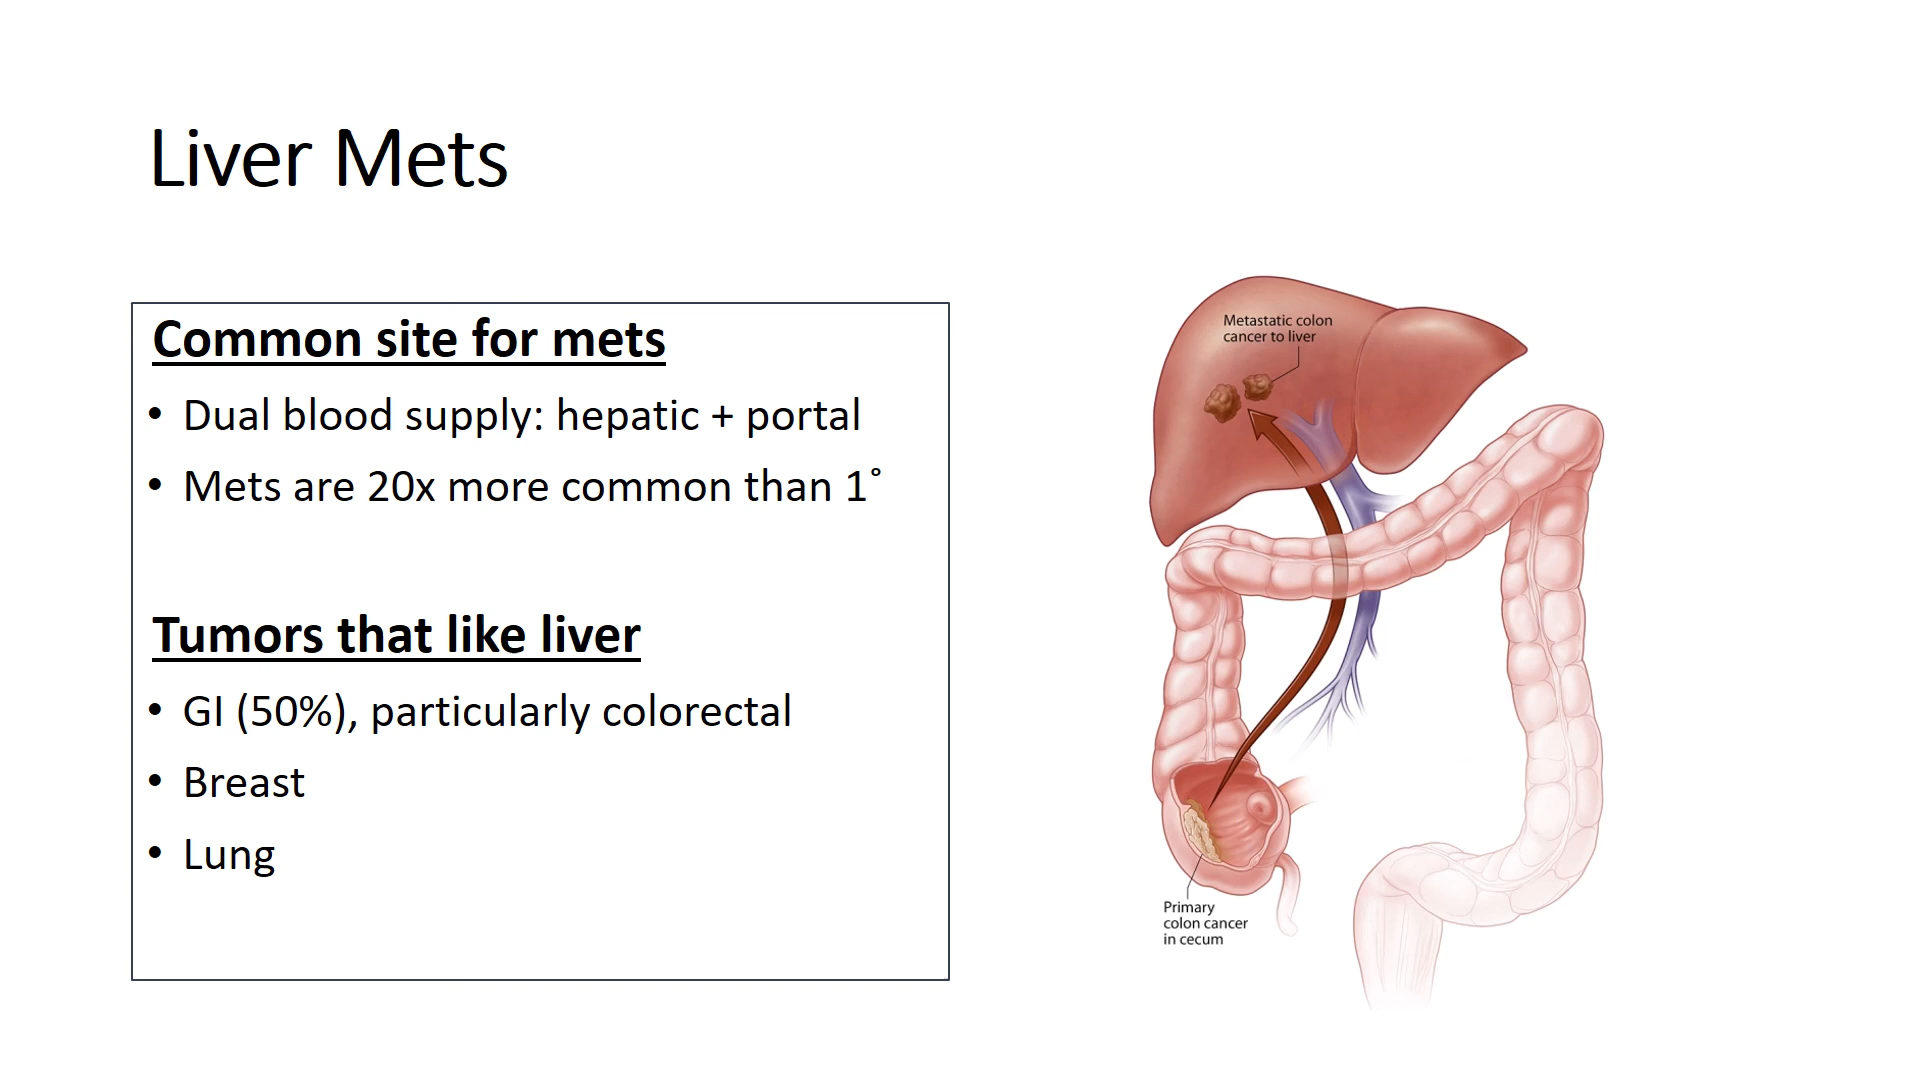 Liver Mets
Common site for mets
• Dual blood supply: hepatic + portal
• Mets are 20x more common than 1˚
Tumors that like liver
• GI (50%), particularly colorectal
• Breast
• Lung
Metastatic colon
cancer to liver
Primary
colon cancer
in cecum